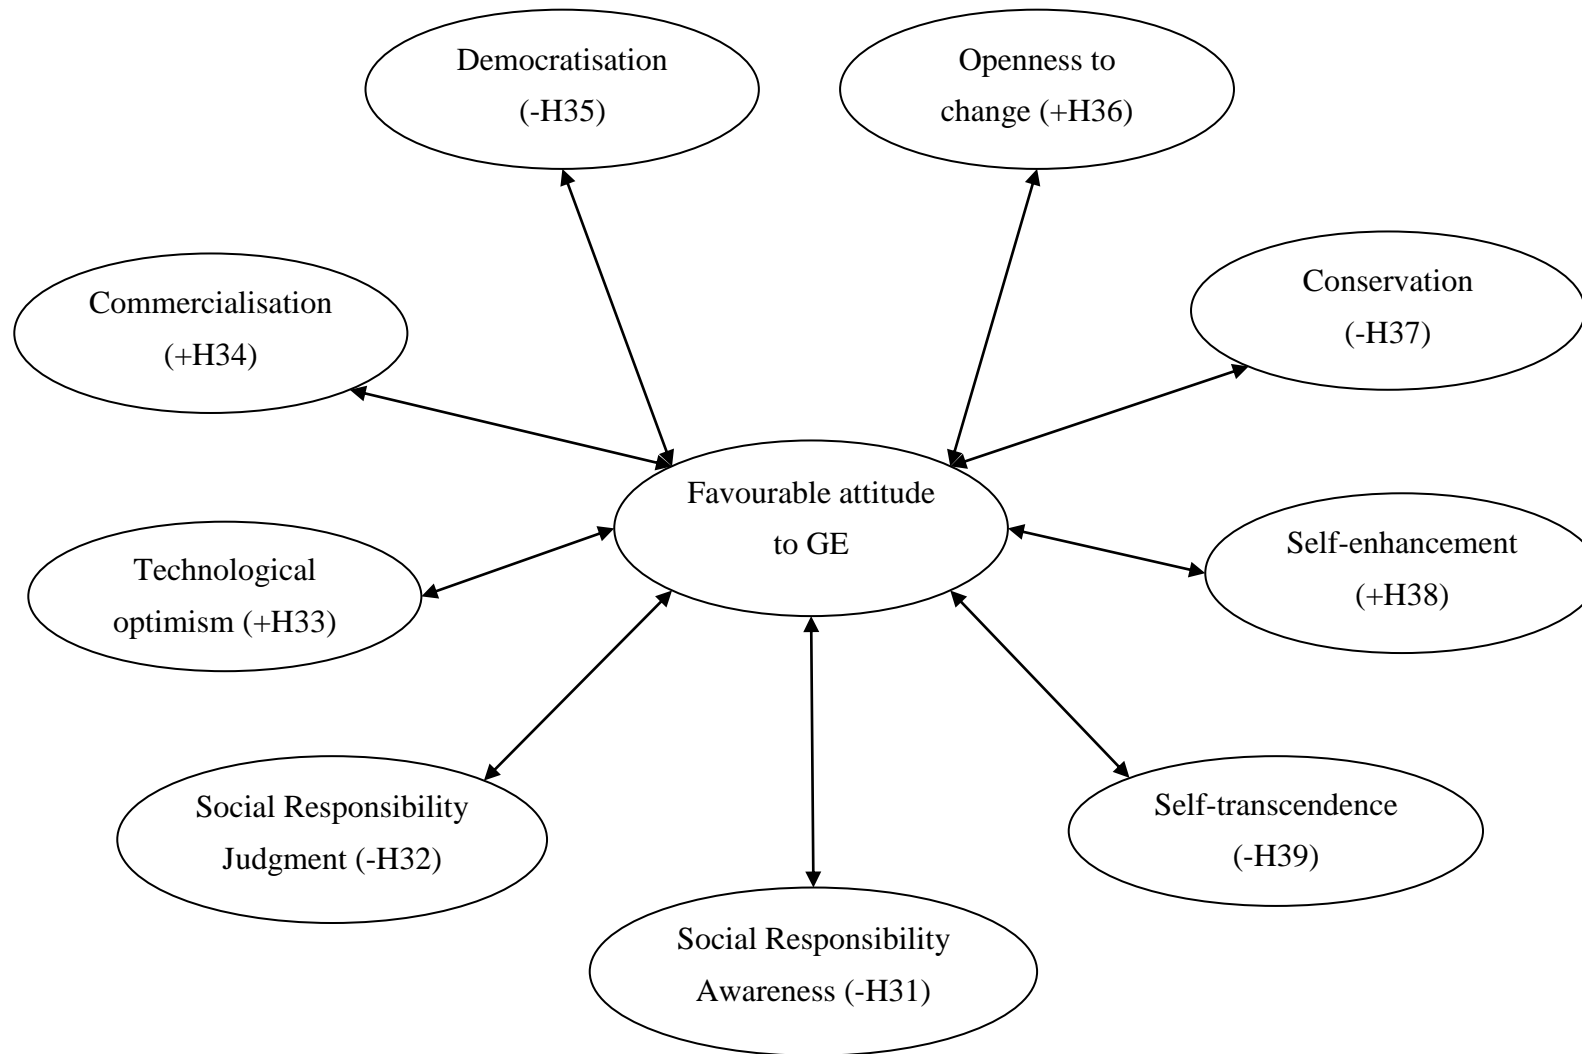 Democratisation
(-H35)
Openness to
change (+H36)
Commercialisation
(+H34)
Conservation
(-H37)
Favourable attitude
to GE
Technological
optimism (+H33)
Self-enhancement
(+H38)
Social Responsibility
Judgment (-H32)
Self-transcendence
(-H39)
Social Responsibility
Awareness (-H31)